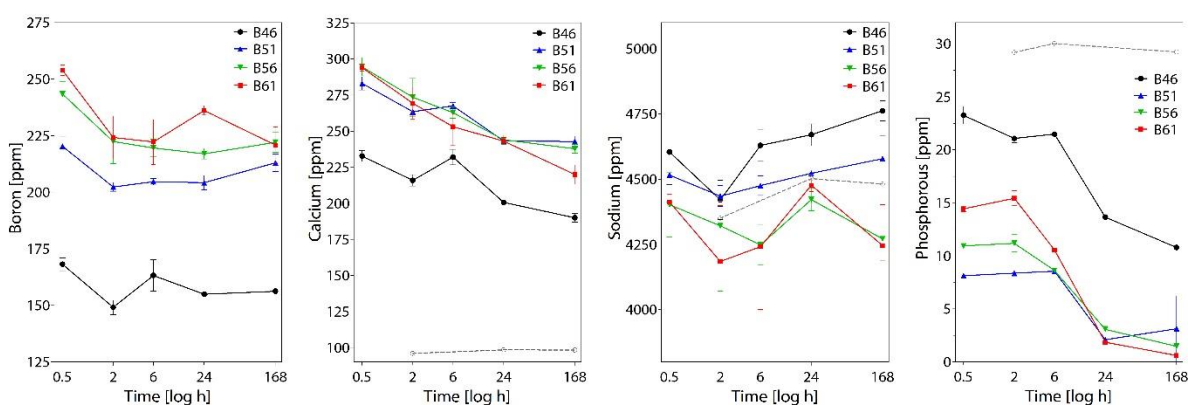 Boron [ppm]
275
250
225
200
175
150
125
0.5 2 6 24 168
Time [log h]
B46
B51
B56
B61
Calcium [ppm]
325
300
275
250
225
200
175
150
125
100
0.5 2 6 24 168
Time [log h]
B46
B51
B56
B61
Sodium [ppm]
5000
4750
4500
4250
4000
0.5 2 6 24 168
Time [log h]
B46
B51
B56
B61
Phosphorous [ppm]
30
25
20
15
10
5
0
0.5 2 6 24 168
Time [log h]
B46
B51
B56
B61